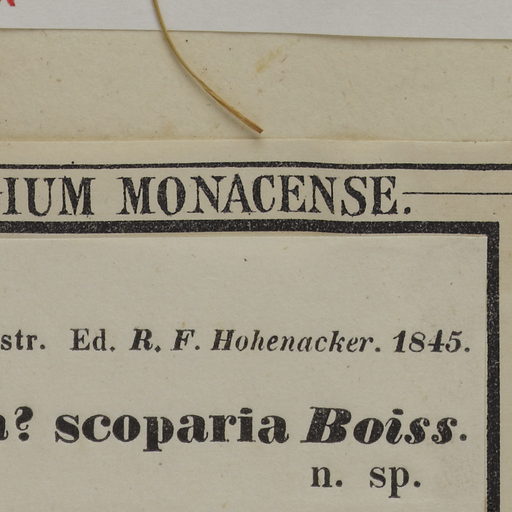 IUM MONACENSE.
str. Ed. R. F. Hohenacker. 1845.
? scoparia Boiss.
n. sp.